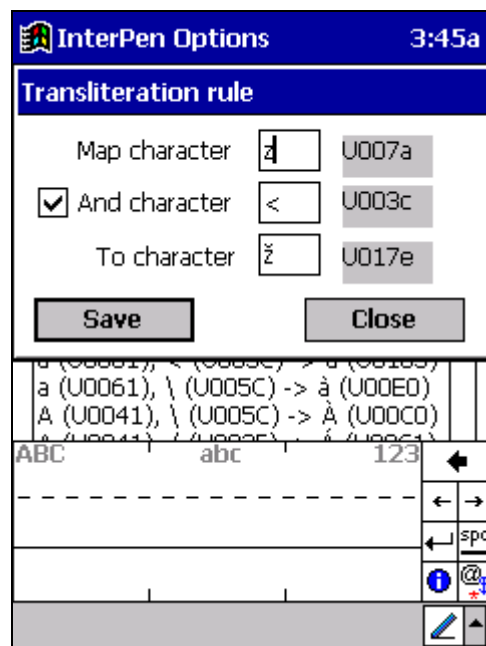 InterPen Options 3:45a
Transliteration rule
Map character z U007a
And character < U003c
To character ž U017e
Save Close
a (U0061), \ (U005C) -> à (U00E0)
A (U0041), \ (U005C) -> À (U00C0)
ABC abc 123
spc
@